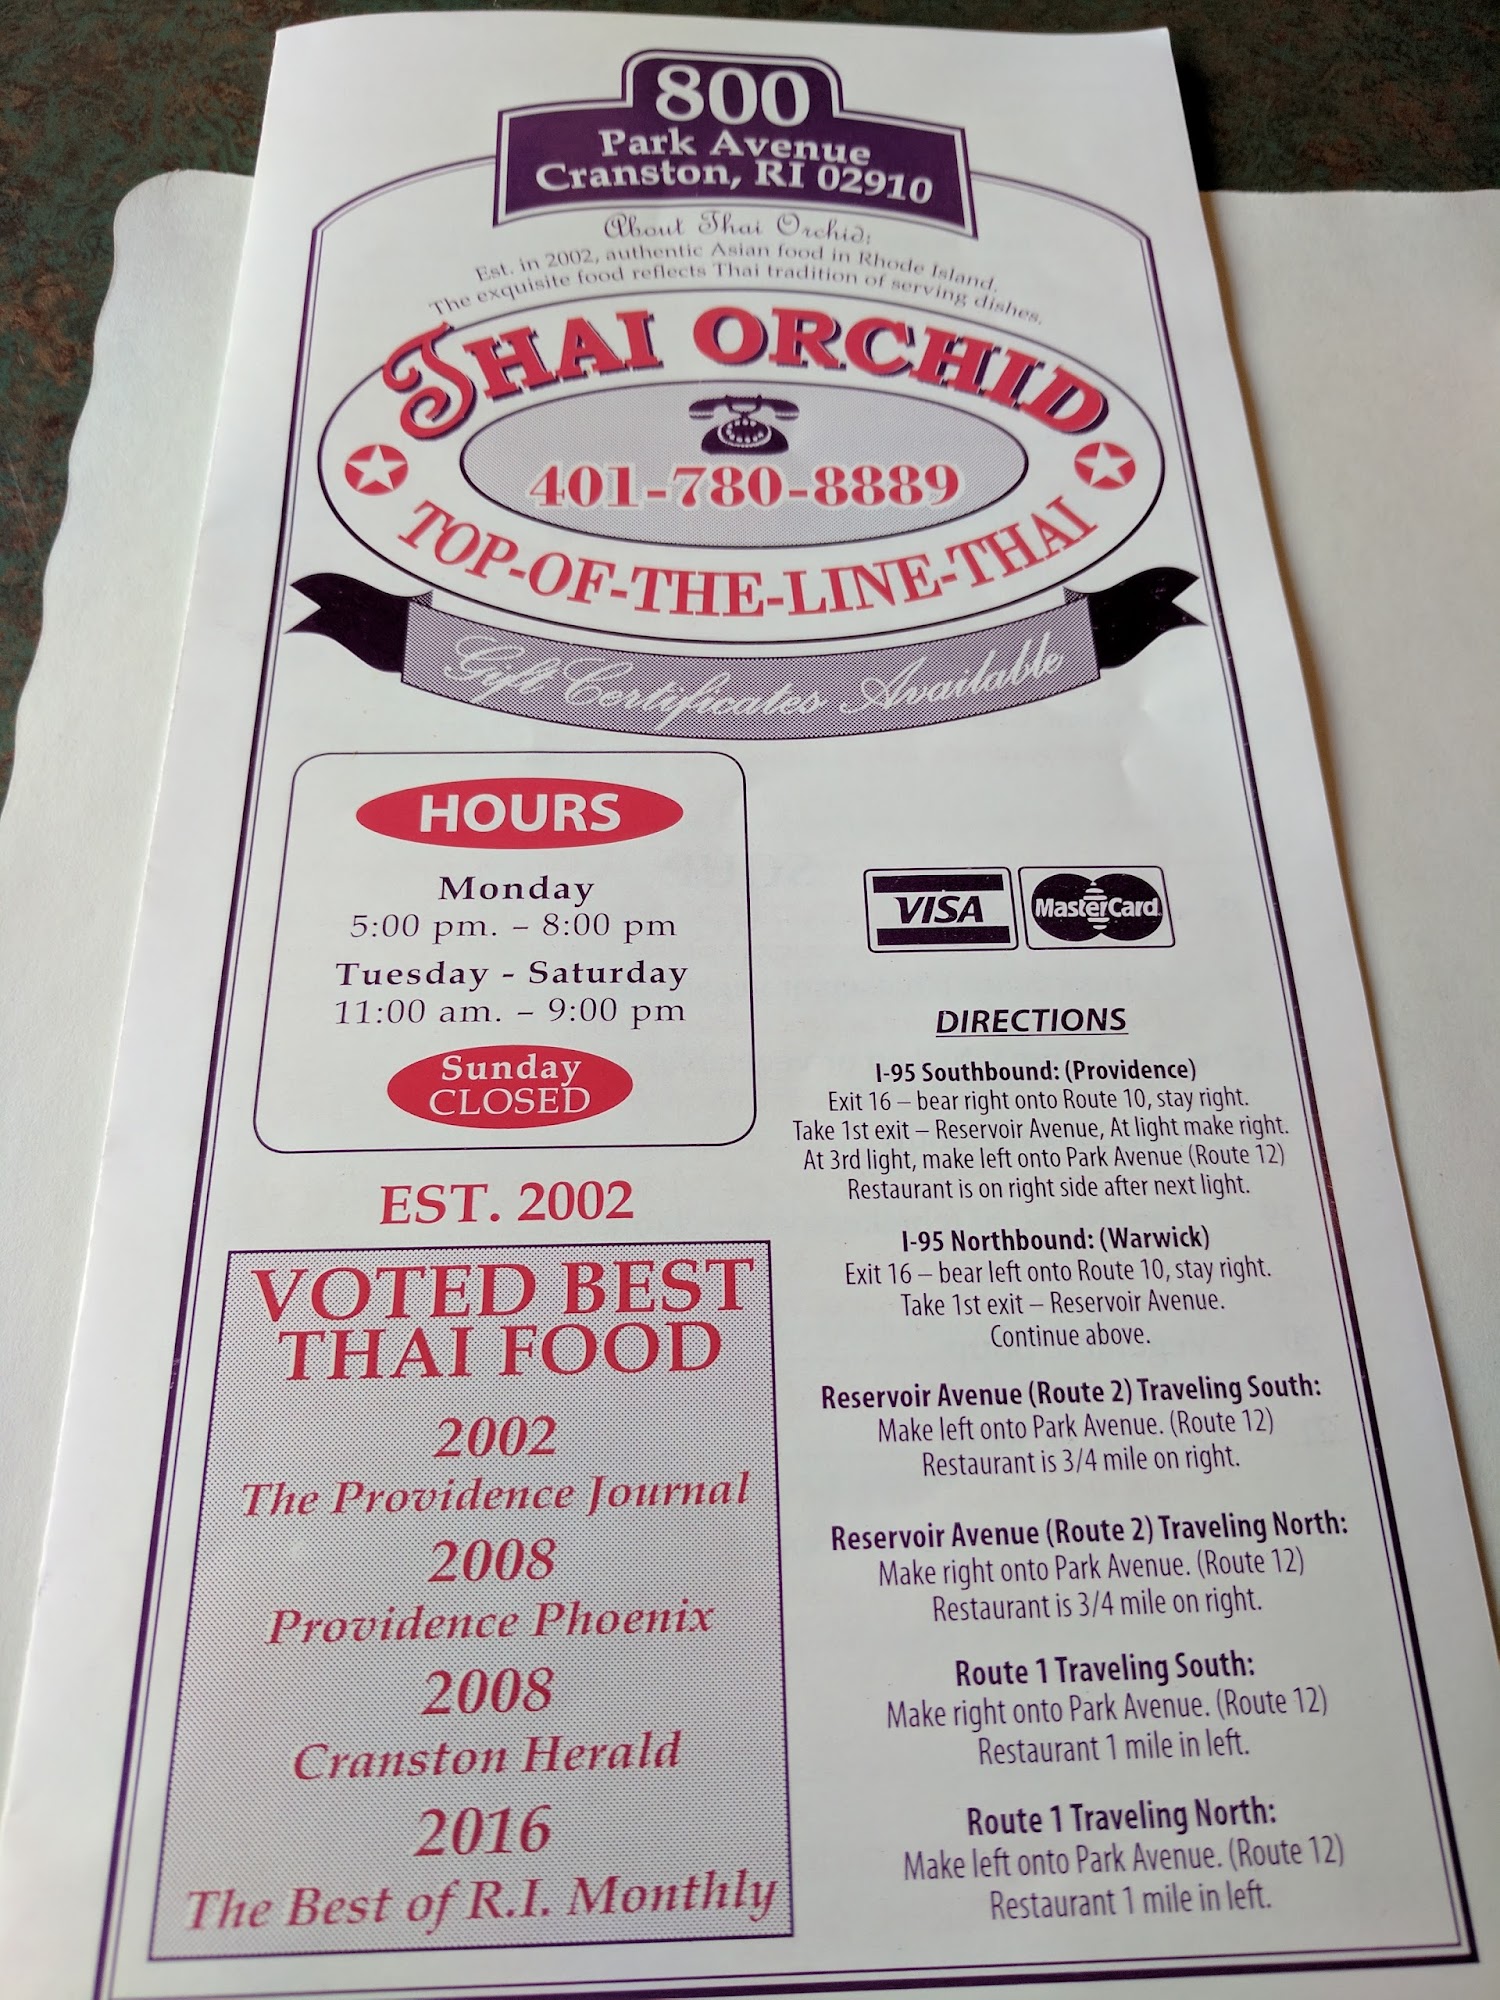 800
Park Avenue
Cranston, RI 02910
About Thai Orchid:
Est. in 2002, authentic Asian food in Rhode Island.
The exquisite food reflects Thai tradition of serving dishes.
THAI ORCHID
401-780-8889
TOP-OF-THE-LINE-THAI
Gift Certificates Available
HOURS
Monday
5:00 pm. – 8:00 pm
Tuesday - Saturday
11:00 am. – 9:00 pm
Sunday
CLOSED
EST. 2002
VOTED BEST
THAI FOOD
2002
The Providence Journal
2008
Providence Phoenix
2008
Cranston Herald
2016
The Best of R.I. Monthly
VISA
MasterCard
DIRECTIONS
I-95 Southbound: (Providence)
Exit 16 – bear right onto Route 10, stay right.
Take 1st exit – Reservoir Avenue, At light make right.
At 3rd light, make left onto Park Avenue (Route 12)
Restaurant is on right side after next light.
I-95 Northbound: (Warwick)
Exit 16 – bear left onto Route 10, stay right.
Take 1st exit – Reservoir Avenue.
Continue above.
Reservoir Avenue (Route 2) Traveling South:
Make left onto Park Avenue. (Route 12)
Restaurant is 3/4 mile on right.
Reservoir Avenue (Route 2) Traveling North:
Make right onto Park Avenue. (Route 12)
Restaurant is 3/4 mile on right.
Route 1 Traveling South:
Make right onto Park Avenue. (Route 12)
Restaurant 1 mile in left.
Route 1 Traveling North:
Make left onto Park Avenue. (Route 12)
Restaurant 1 mile in left.